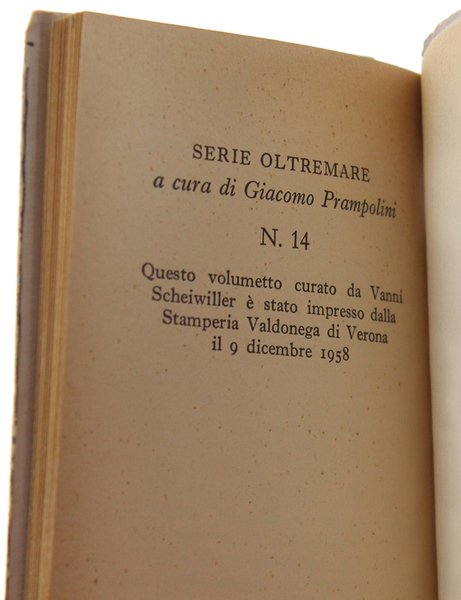 SERIE OLTREMARE
a cura di Giacomo Prampolini
N. 14
Questo volumetto curato da Vanni
Scheiwiller è stato impresso dalla
Stamperia Valdonega di Verona
il 9 dicembre 1958